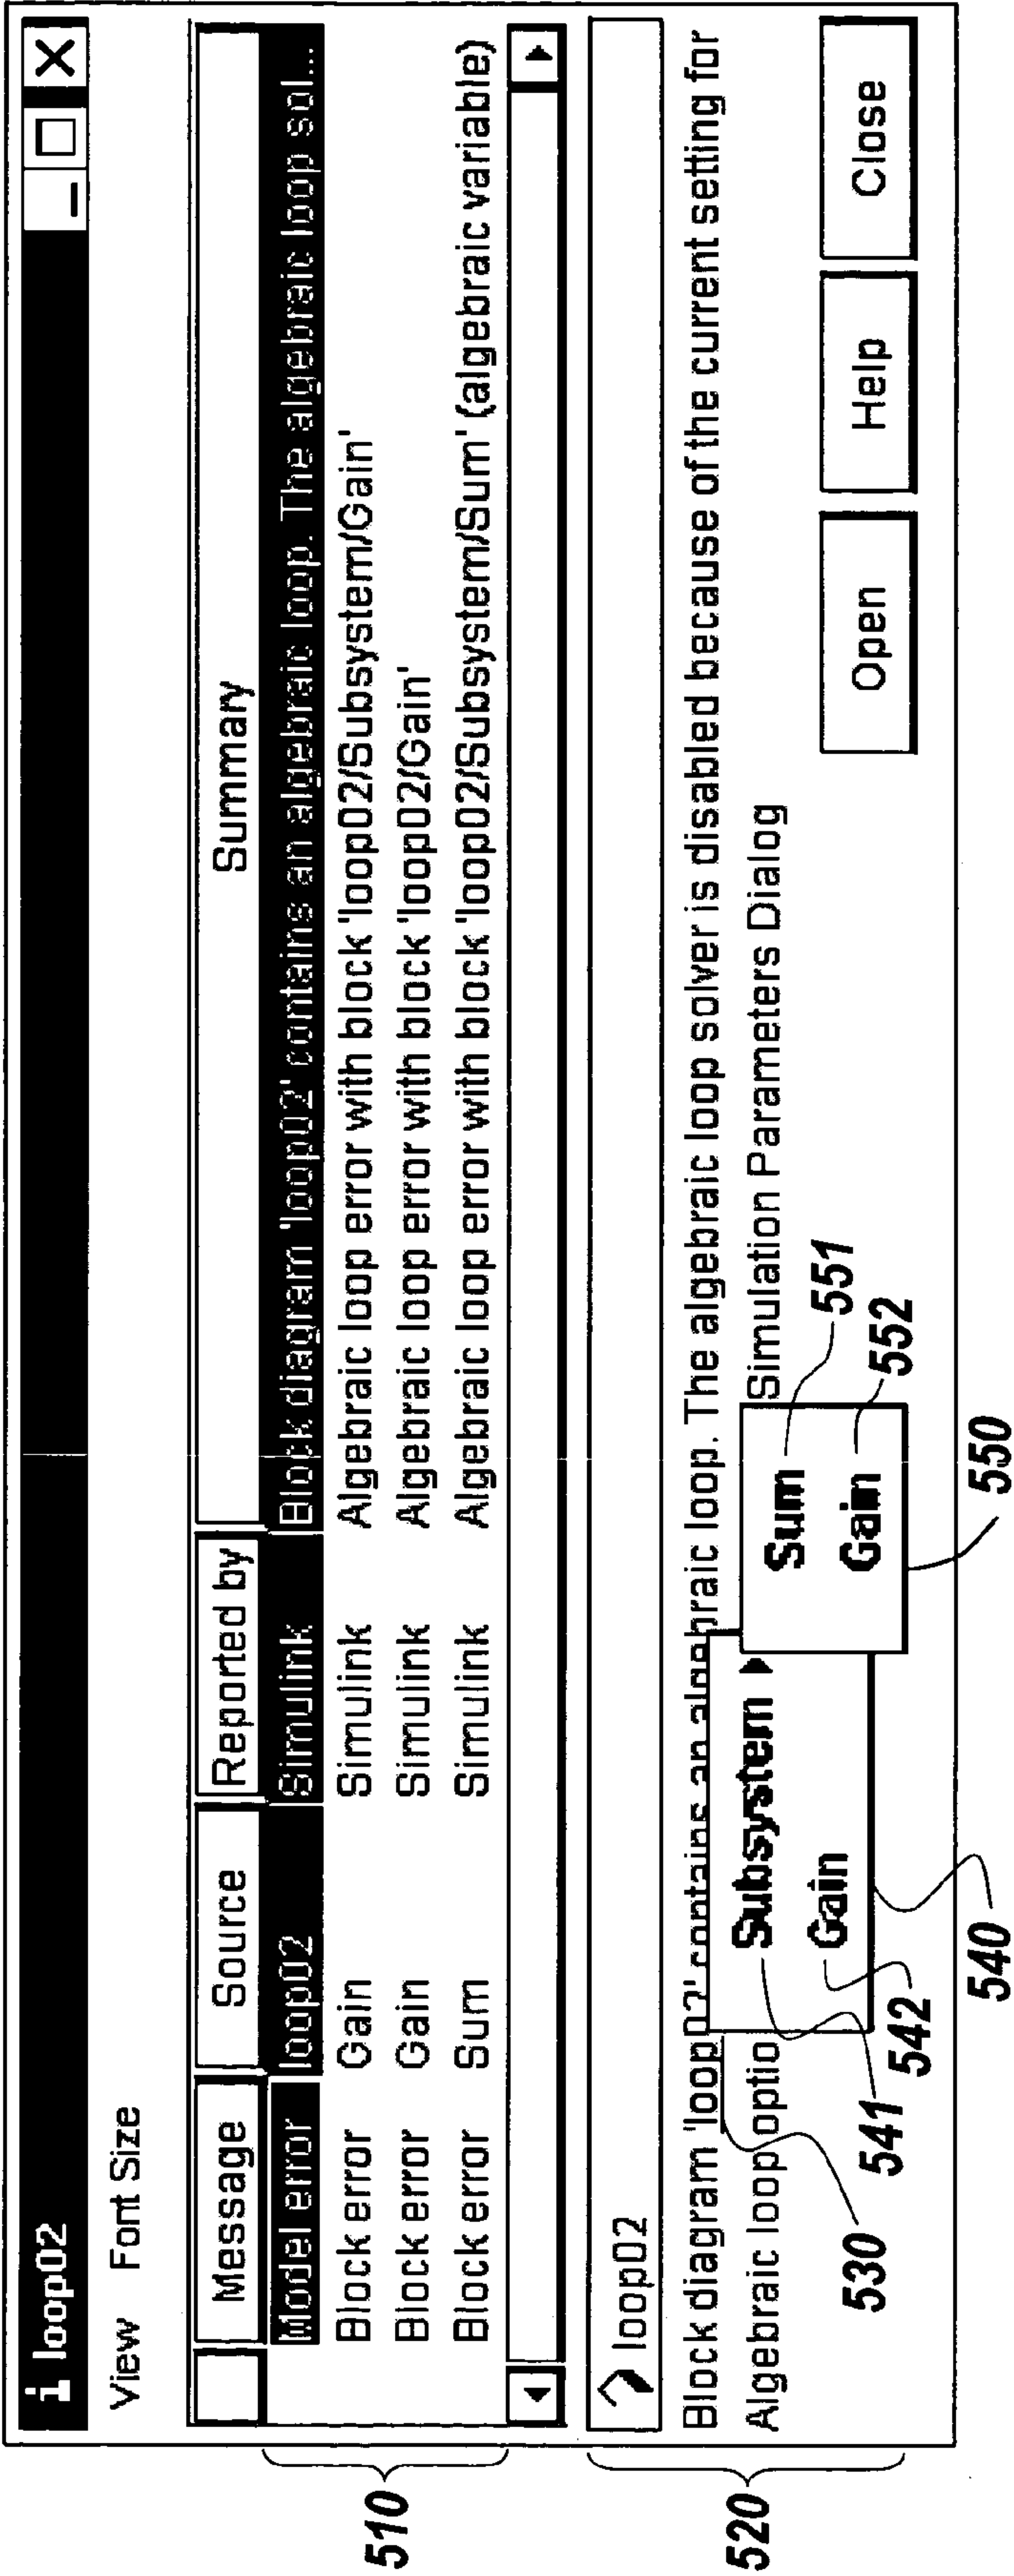 i loop02
View Font Size
Message Source Reported by Summary
Model error loop02 Simulink Block diagram 'loop02' contains an algebraic loop. The algebraic loop sol...
Block error Gain Simulink Algebraic loop error with block 'loop02/Subsystem/Gain'
Block error Gain Simulink Algebraic loop error with block 'loop02/Gain'
Block error Sum Simulink Algebraic loop error with block 'loop02/Subsystem/Sum' (algebraic variable)
510
loop02
Block diagram 'loop02' contains an algebraic loop. The algebraic loop solver is disabled because of the current setting for
Algebraic loop optio Simulation Parameters Dialog
Subsystem
Gain
Sum
Gain
551
552
520
530
541
542
540
550
Open Help Close